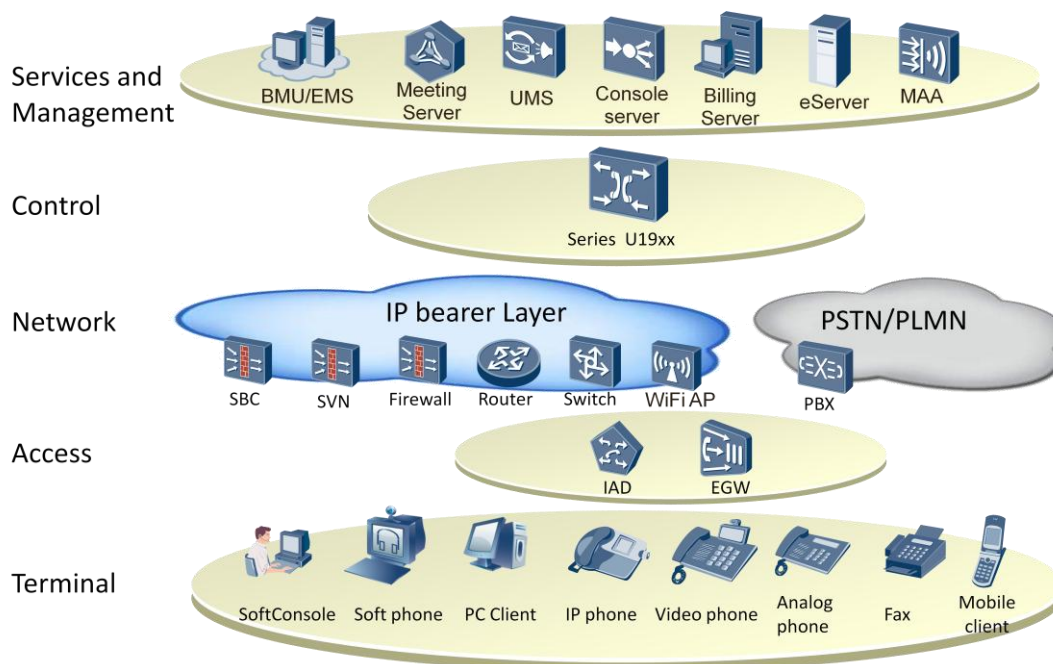 Services and
Management
BMU/EMS
Meeting
Server
UMS
Console
server
Billing
Server
eServer
MAA
Control
Series U19xx
Network
IP bearer Layer
PSTN/PLMN
SBC
SVN
Firewall
Router
Switch
WiFi AP
PBX
Access
IAD
EGW
Terminal
SoftConsole
Soft phone
PC Client
IP phone
Video phone
Analog
phone
Fax
Mobile
client